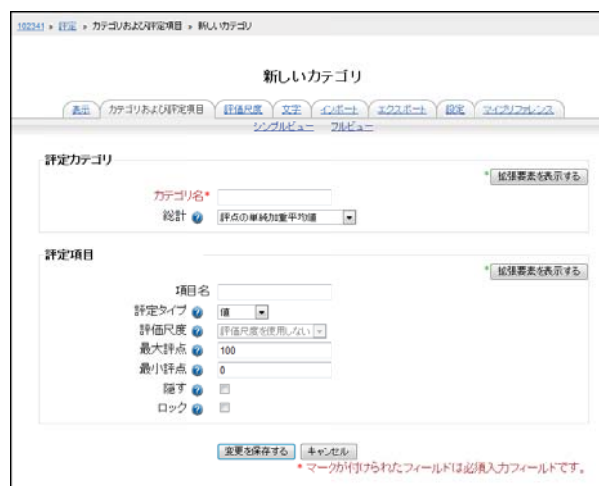 102341 » 評定 » カテゴリおよび評定項目 » 新しいカテゴリ
新しいカテゴリ
表示 カテゴリおよび評定項目 評価尺度 文字 インポート エクスポート 設定 マイプリファレンス
シンプルビュー フルビュー
評定カテゴリ
*拡張要素を表示する
カテゴリ名*
総計 評点の単純加重平均値
評定項目
*拡張要素を表示する
項目名
評定タイプ 値
評価尺度 評価尺度を使用しない
最大評点 100
最小評点 0
隠す
ロック
変更を保存する キャンセル
* マークが付けられたフィールドは必須入力フィールドです。